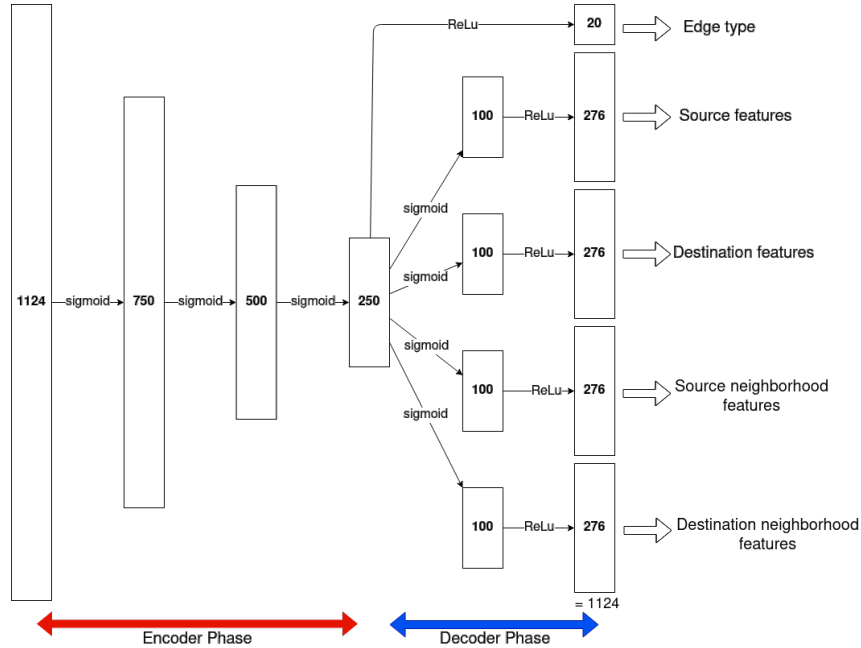 ReLu
20
Edge type
100
ReLu
276
Source features
sigmoid
100
ReLu
276
Destination features
sigmoid
1124
sigmoid
750
sigmoid
500
sigmoid
250
sigmoid
100
ReLu
276
Source neighborhood
features
sigmoid
100
ReLu
276
Destination neighborhood
features
= 1124
Encoder Phase
Decoder Phase